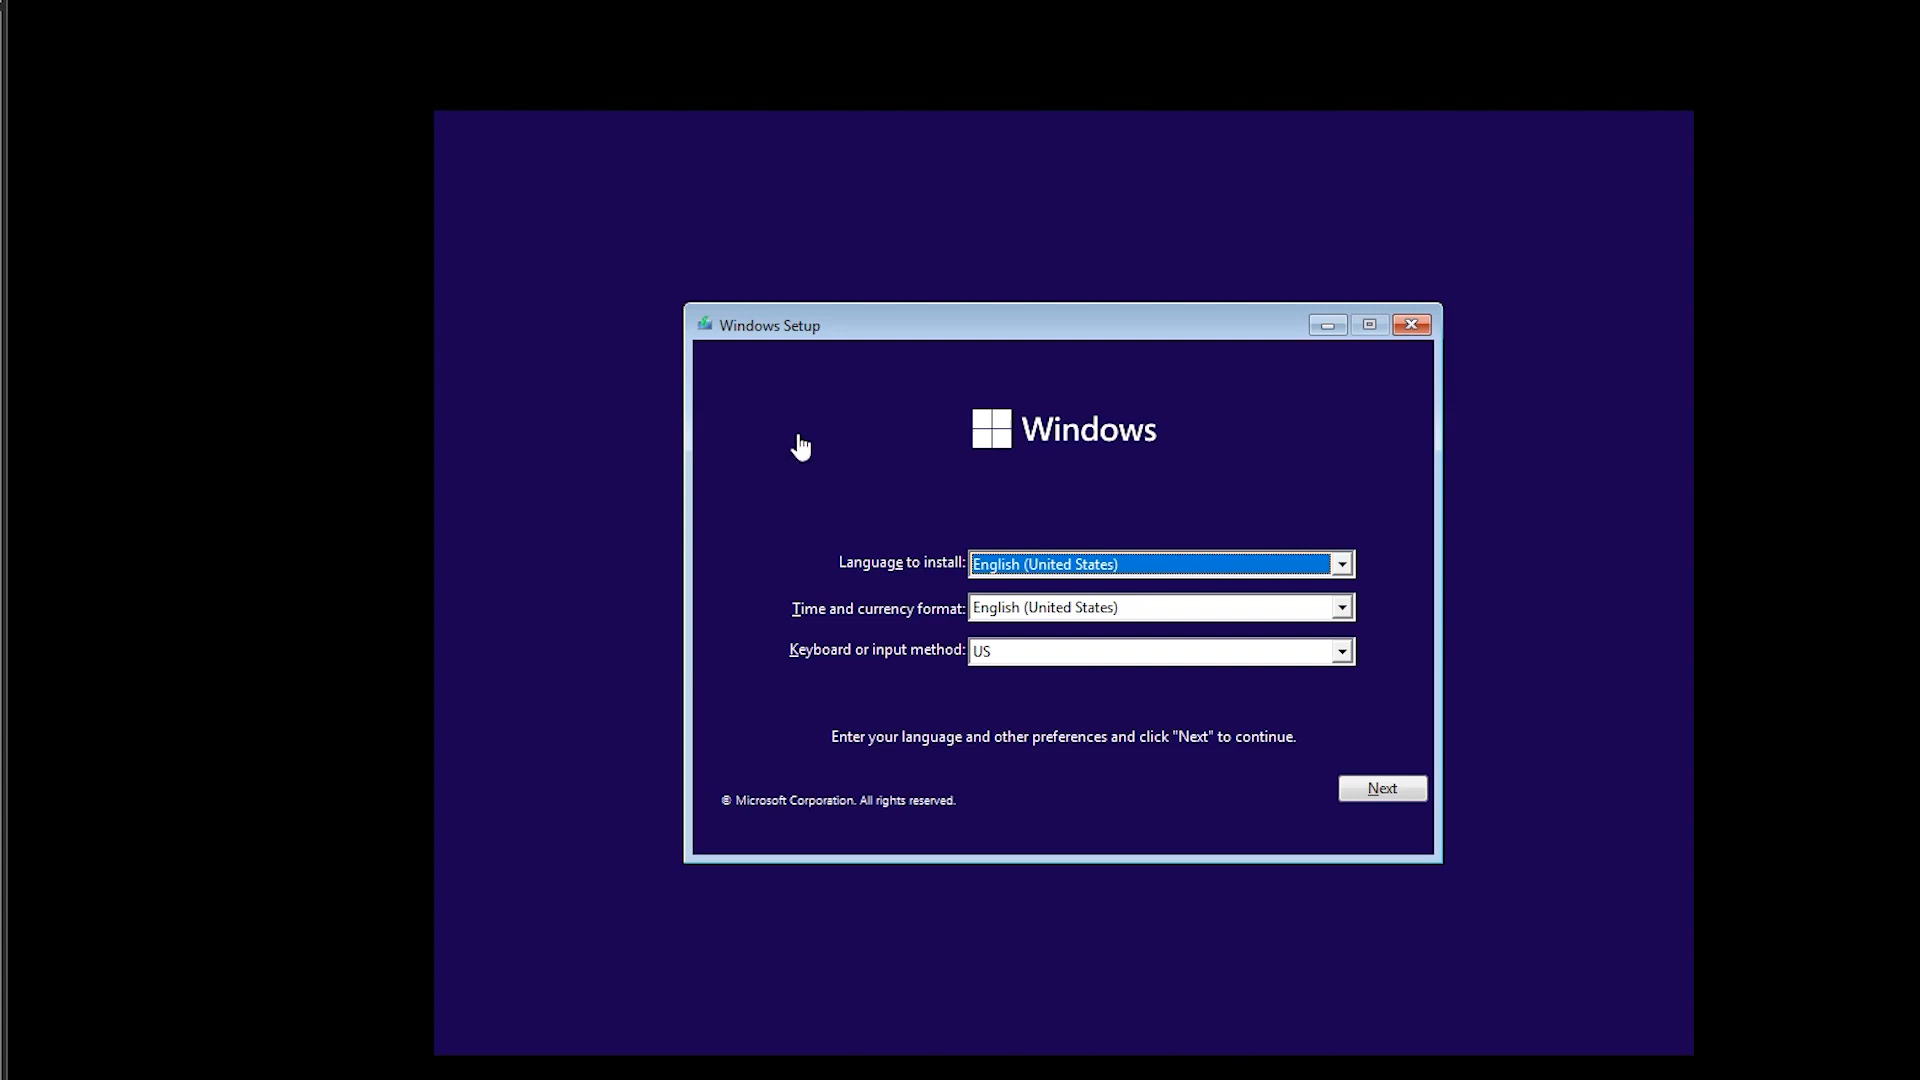 Windows Setup
Windows
Language to install: English (United States)
Time and currency format: English (United States)
Keyboard or input method: US
Enter your language and other preferences and click "Next" to continue.
Next
© Microsoft Corporation. All rights reserved.